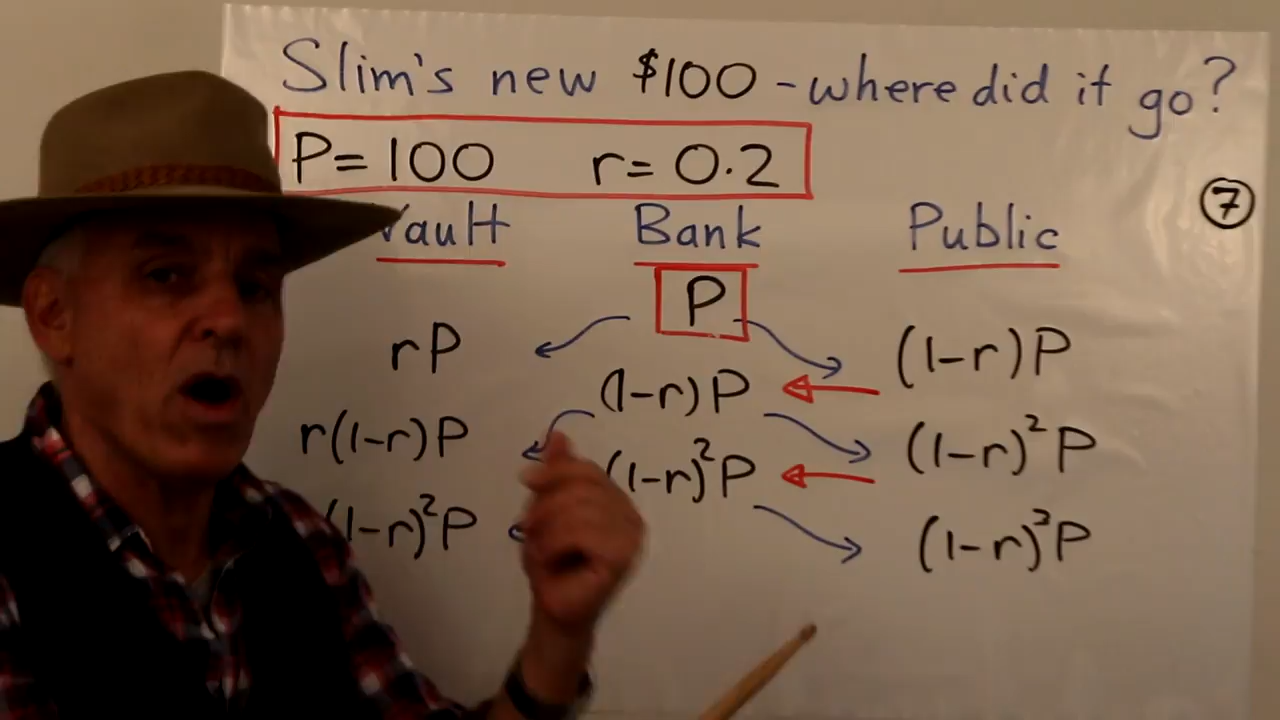 Slim's new $100 - where did it go?
P = 100 r = 0.2
7
Vault Bank Public
P
rP (1-r)P
(1-r)P
r(1-r)P (1-r)²P
(1-r)²P
(1-r)²P (1-r)³P